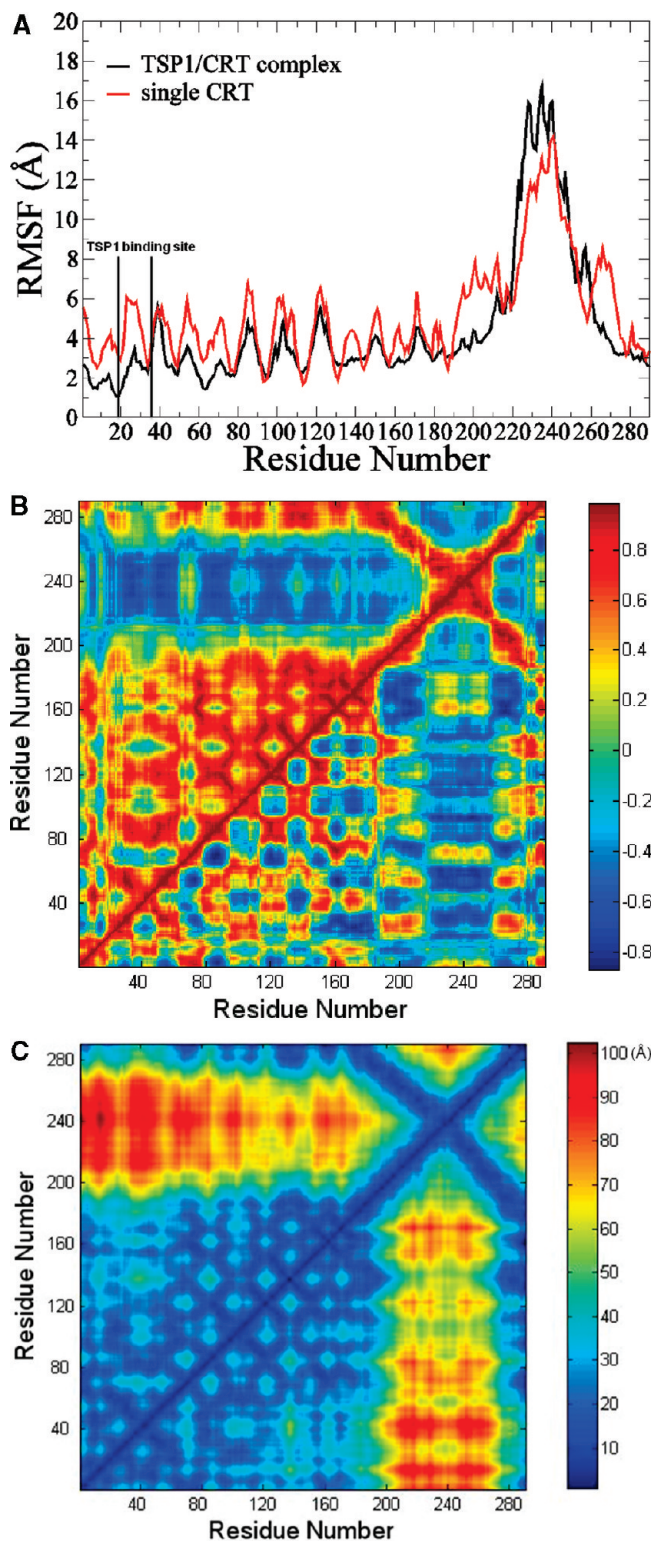 A
RMSF (Å)
20
18
16
14
12
10
8
6
4
2
0
TSP1/CRT complex
single CRT
TSP1 binding site
20 40 60 80 100 120 140 160 180 200 220 240 260 280
Residue Number
B
Residue Number
280
240
200
160
120
80
40
40 80 120 160 200 240 280
Residue Number
0.8
0.6
0.4
0.2
0
-0.2
-0.4
-0.6
-0.8
C
Residue Number
280
240
200
160
120
80
40
40 80 120 160 200 240 280
Residue Number
100 (Å)
90
80
70
60
50
40
30
20
10